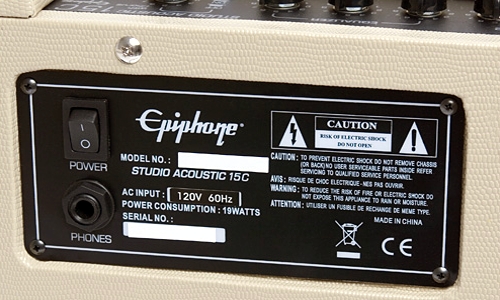 Epiphone
CAUTION
RISK OF ELECTRIC SHOCK
DO NOT OPEN
POWER
MODEL NO. :
STUDIO ACOUSTIC 15C
CAUTION : TO PREVENT ELECTRIC SHOCK DO NOT REMOVE CHASSIS
(OR BACK) NO USER SERVICEABLE PARTS INSIDE REFER
SERVICING TO QUALIFIED SERVICE PERSONNEL.
AVIS : RISQUE DE CHOC ELECTRIQUE-NES PAS OUVRIR.
WARNING : TO REDUCE THE RISK OF FIRE OR ELECTRIC SHOCK DO
NOT EXPOSE THIS APPLIANCE TO RAIN OR MOISTURE.
ATTENTION : UTILISER UN FUSIBLE DE RECHANGE DE MEME TYPE.
AC INPUT : 120V 60Hz
POWER CONSUMPTION : 19WATTS
SERIAL NO. :
MADE IN CHINA
PHONES
CE